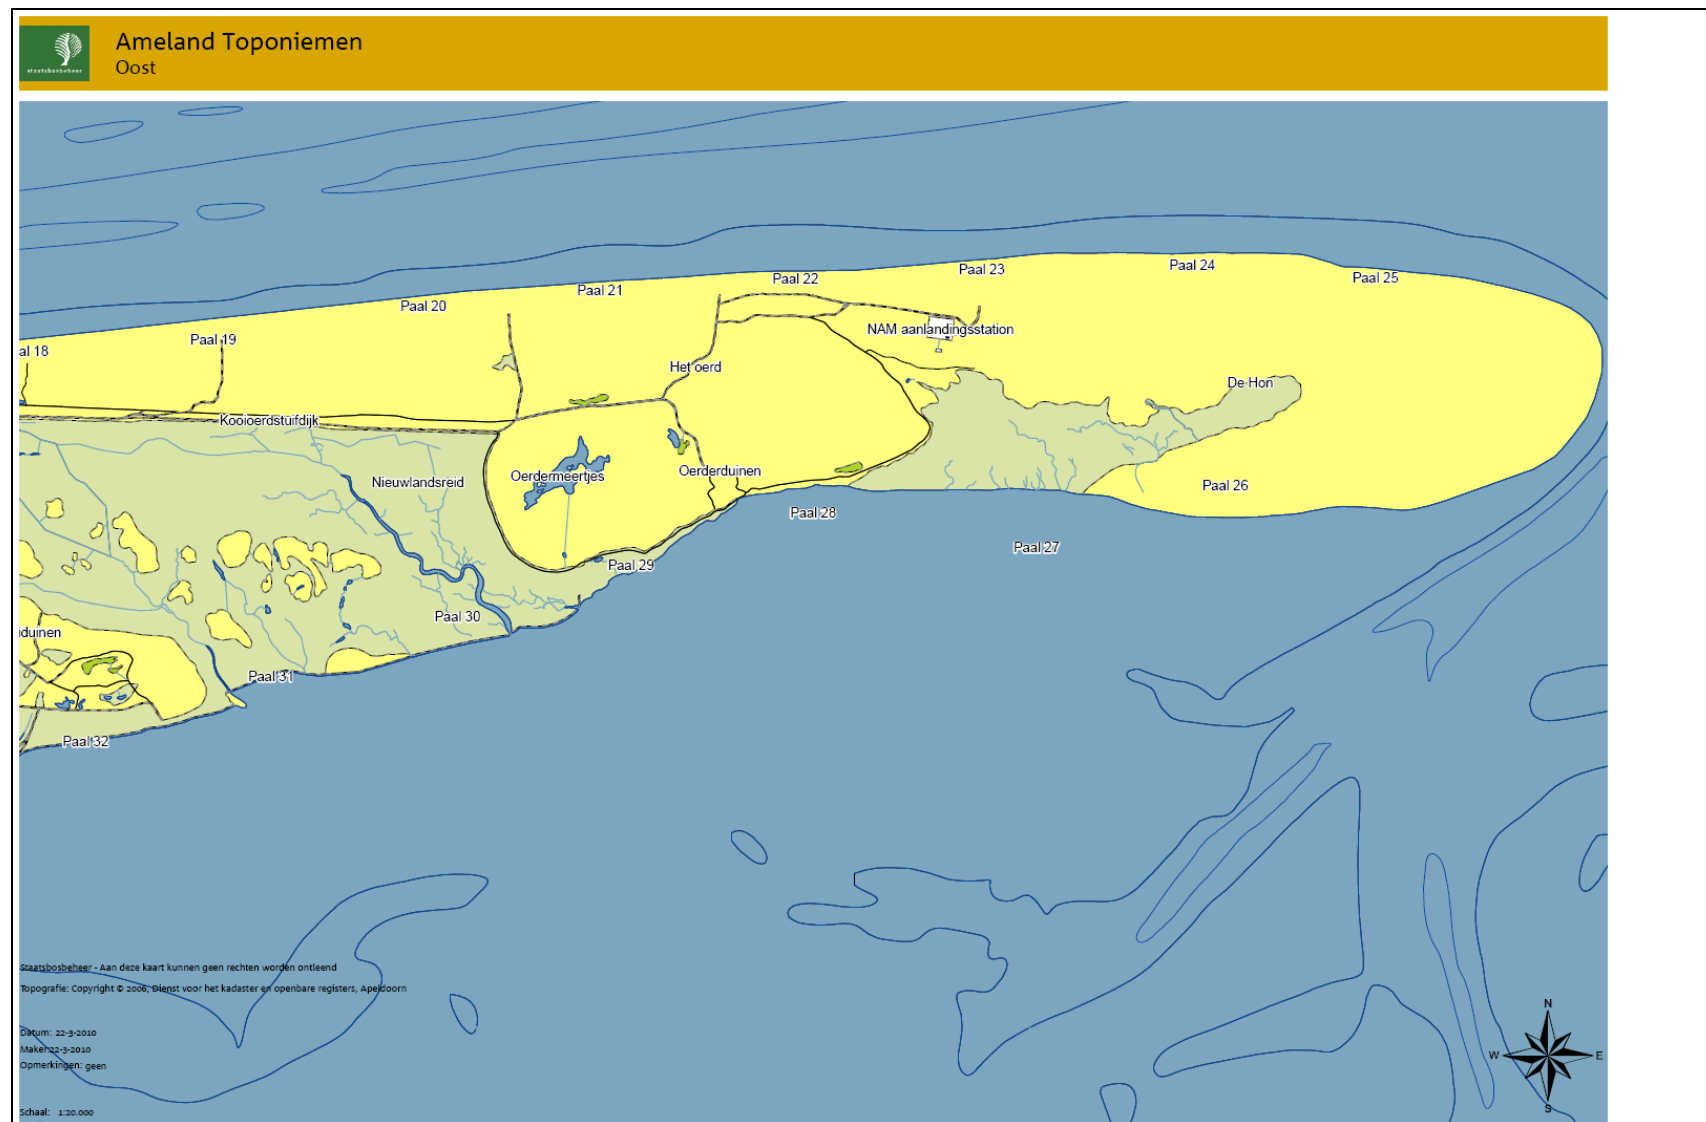 staatsbosbeheer
Ameland Toponiemen
Oost
Paal 24
Paal 23
Paal 25
Paal 22
Paal 21
Paal 20
NAM aanlandingsstation
Paal 19
al 18
Het oerd
De Hon
Kooioerdstuifdijk
Oerderduinen
Oerdermeertjes
Nieuwlandsreid
Paal 26
Paal 28
Paal 27
Paal 29
Paal 30
iduinen
Paal 31
Paal 32
Staatsbosbeheer - Aan deze kaart kunnen geen rechten worden ontleend
Topografie: Copyright © 2006, Dienst voor het kadaster en openbare registers, Apeldoorn
Datum: 22-3-2010
Maker 22-3-2010
Opmerkingen: geen
Schaal: 1:20.000
N
W
E
S